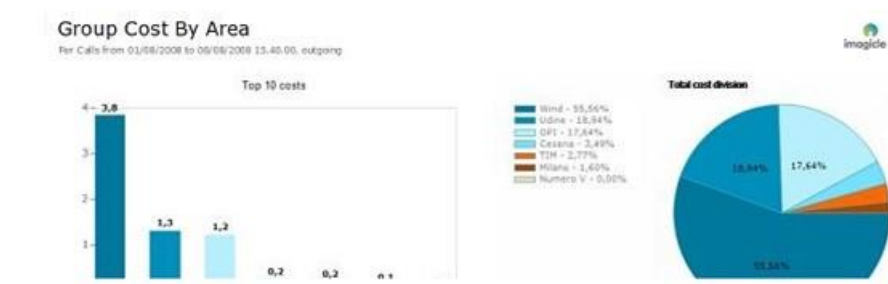 Group Cost By Area
Per Calls from 01/08/2008 to 08/08/2008 15.40.00, outgoing
imagicle
Top 10 costs
4
3,8
3
2
1
1,3
1,2
0,2
0,2
0,1
Total cost division
Wind - 55,56%
Udine - 18,94%
OPI - 17,64%
Cesena - 3,49%
TIM - 2,77%
Milano - 1,60%
Numero V - 0,00%
18,94%
17,64%
55,56%